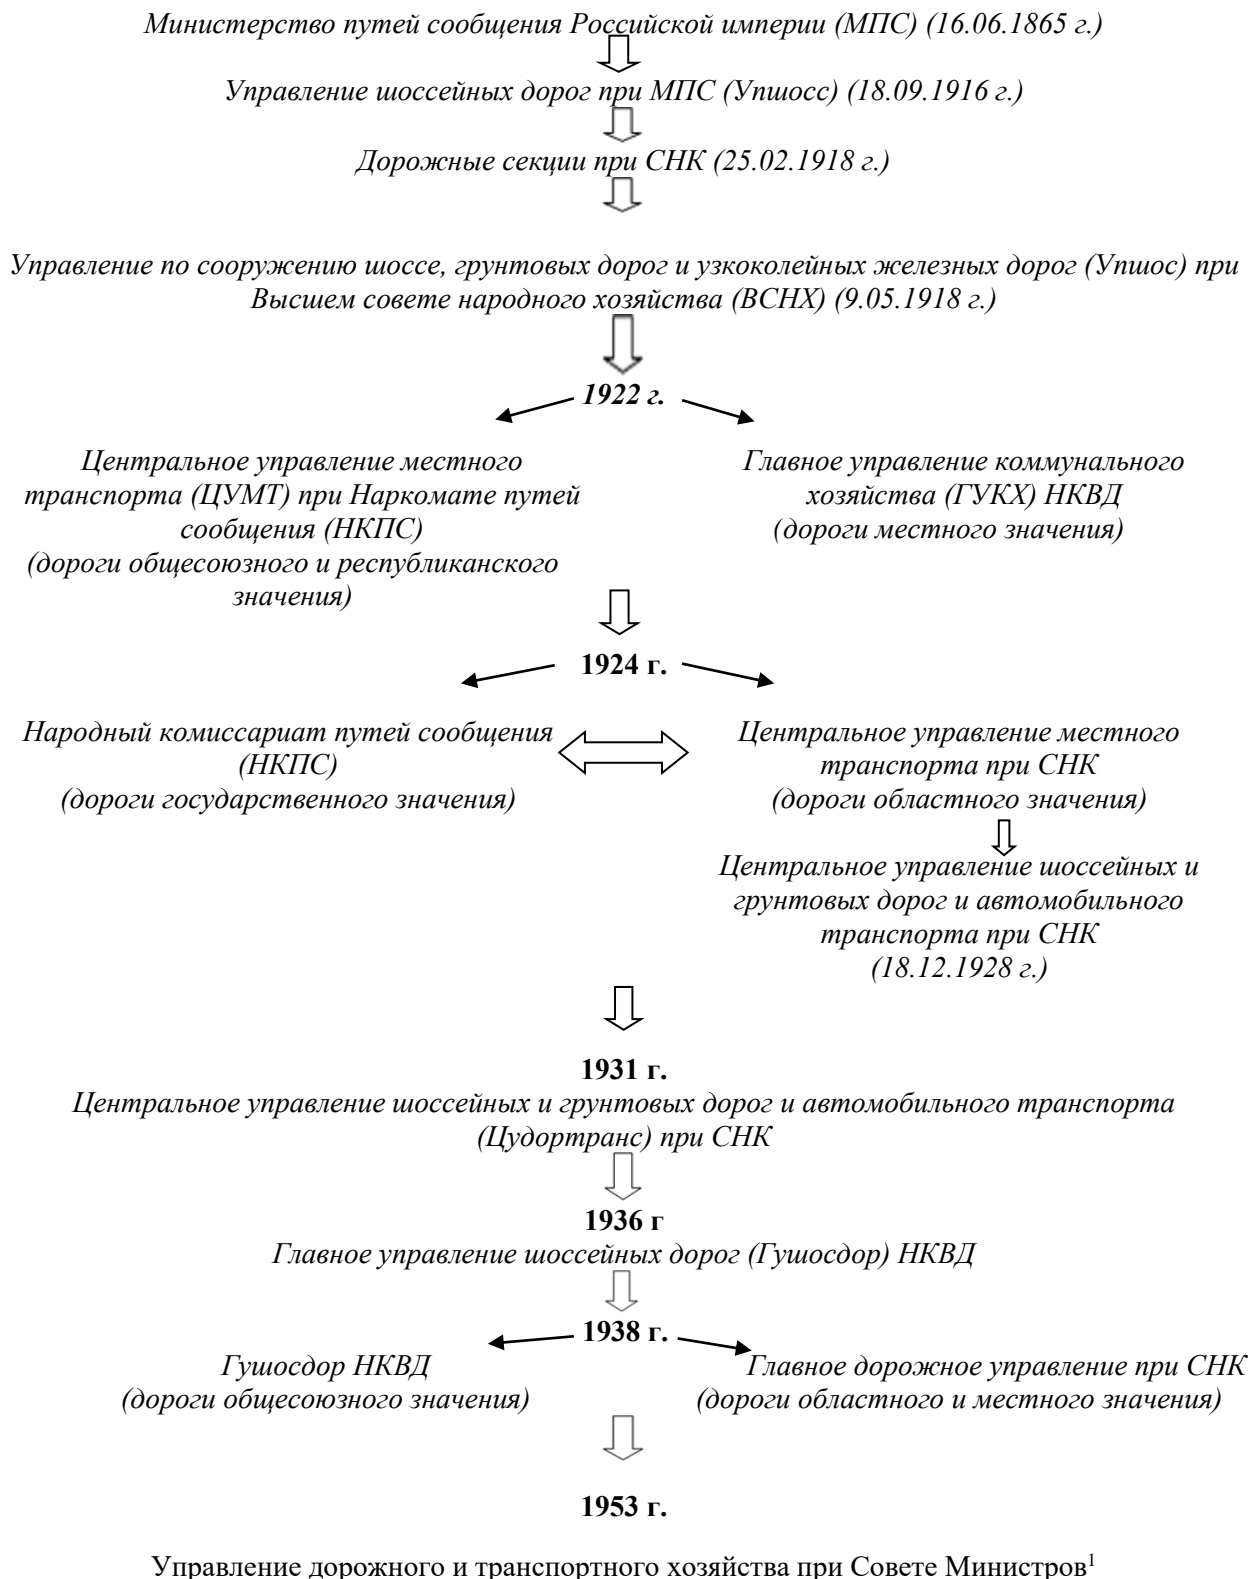 Министерство путей сообщения Российской империи (МПС) (16.06.1865 г.)
Управление шоссейных дорог при МПС (Упшосс) (18.09.1916 г.)
Дорожные секции при СНК (25.02.1918 г.)
Управление по сооружению шоссе, грунтовых дорог и узкоколейных железных дорог (Упшос) при
Высшем совете народного хозяйства (ВСНХ) (9.05.1918 г.)
1922 г.
Центральное управление местного
транспорта (ЦУМТ) при Наркомате путей
сообщения (НКПС)
(дороги общесоюзного и республиканского
значения)
Главное управление коммунального
хозяйства (ГУКХ) НКВД
(дороги местного значения)
1924 г.
Народный комиссариат путей сообщения
(НКПС)
(дороги государственного значения)
Центральное управление местного
транспорта при СНК
(дороги областного значения)
Центральное управление шоссейных и
грунтовых дорог и автомобильного
транспорта при СНК
(18.12.1928 г.)
1931 г.
Центральное управление шоссейных и грунтовых дорог и автомобильного транспорта
(Цудортранс) при СНК
1936 г
Главное управление шоссейных дорог (Гушосдор) НКВД
1938 г.
Гушосдор НКВД
(дороги общесоюзного значения)
Главное дорожное управление при СНК
(дороги областного и местного значения)
1953 г.
Управление дорожного и транспортного хозяйства при Совете Министров¹